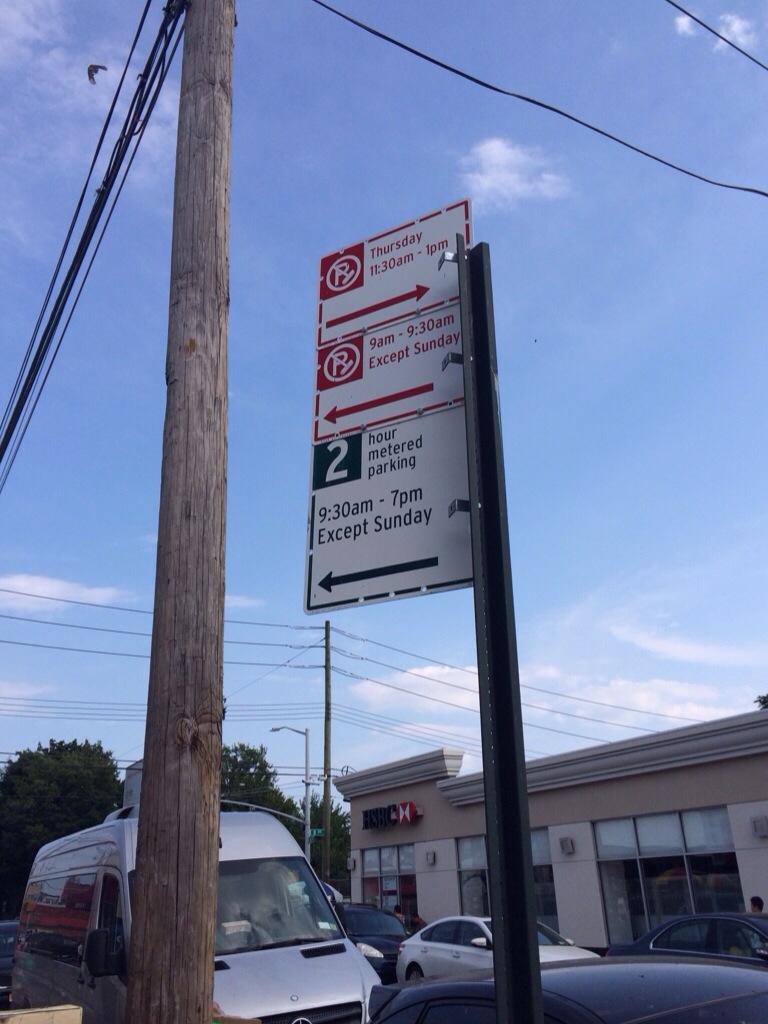 Thursday
11:30am - 1pm
9am - 9:30am
Except Sunday
2 hour
metered
parking
9:30am - 7pm
Except Sunday
HSBC